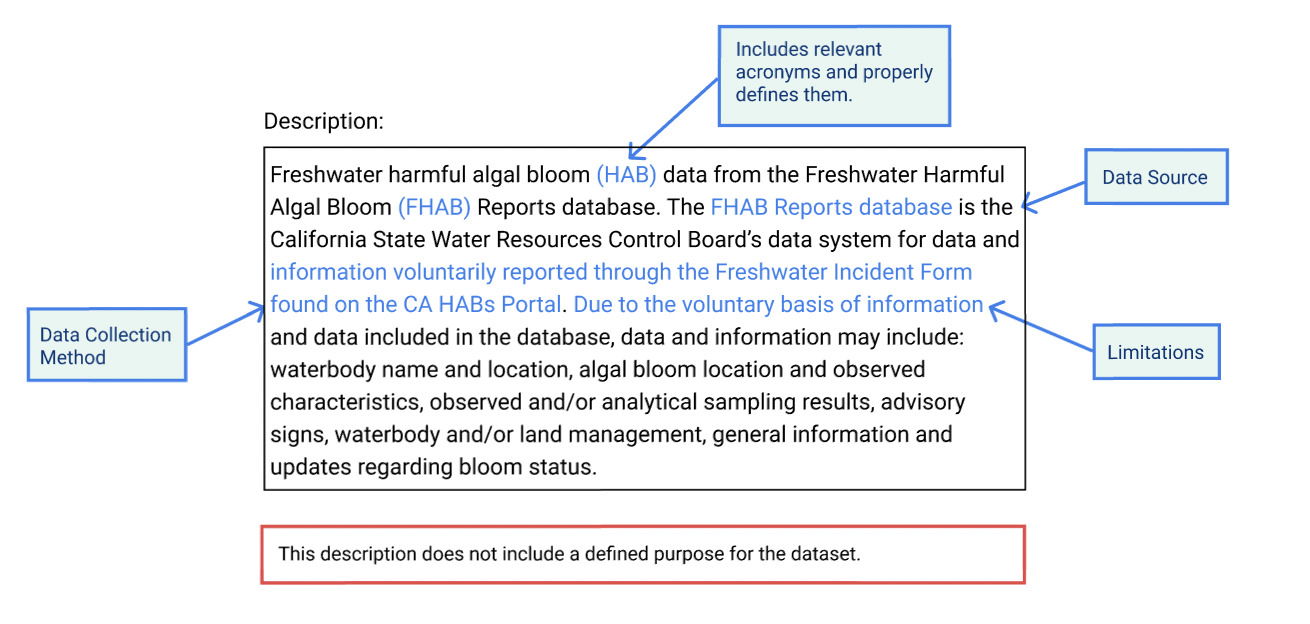 Includes relevant
acronyms and properly
defines them.
Description:
Freshwater harmful algal bloom (HAB) data from the Freshwater Harmful
Algal Bloom (FHAB) Reports database. The FHAB Reports database is the
California State Water Resources Control Board’s data system for data and
information voluntarily reported through the Freshwater Incident Form
found on the CA HABs Portal. Due to the voluntary basis of information
and data included in the database, data and information may include:
waterbody name and location, algal bloom location and observed
characteristics, observed and/or analytical sampling results, advisory
signs, waterbody and/or land management, general information and
updates regarding bloom status.
Data Source
Data Collection
Method
Limitations
This description does not include a defined purpose for the dataset.